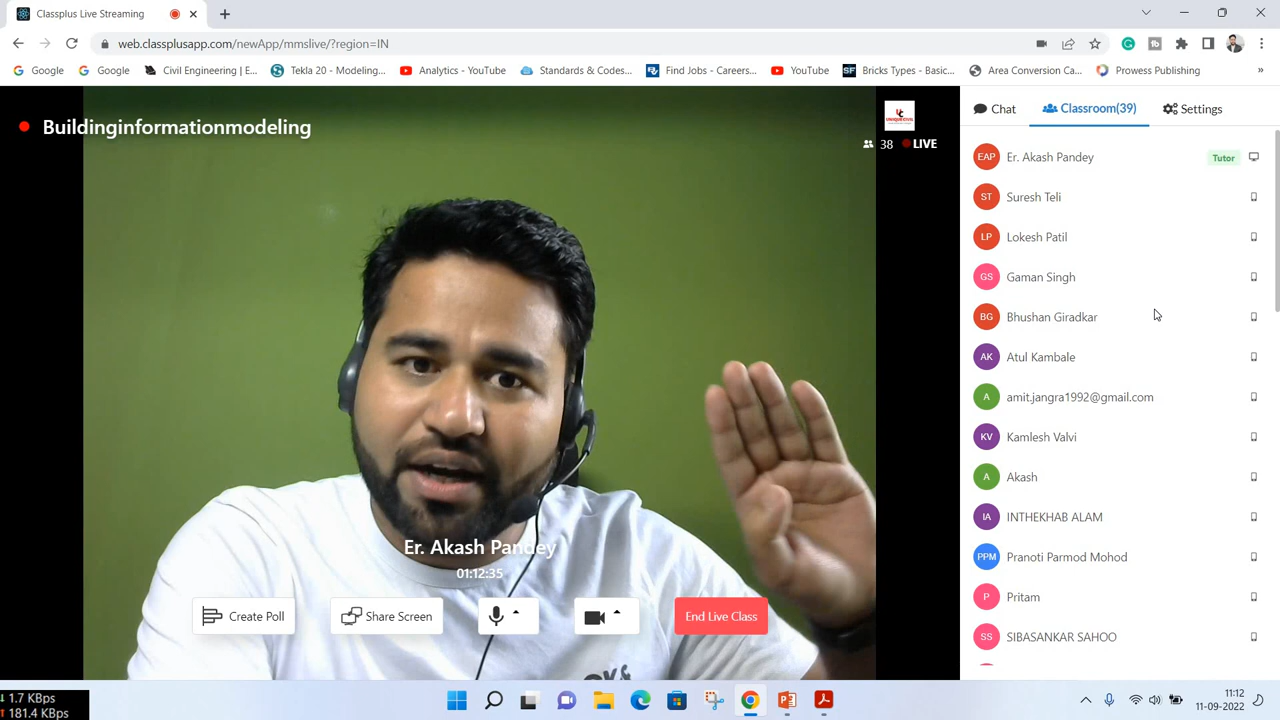 Classplus Live Streaming
web.classplusapp.com/newApp/mmslive/?region=IN
Google
Google
Civil Engineering | E...
Tekla 20 - Modeling...
Analytics - YouTube
Standards & Codes...
Find Jobs - Careers...
YouTube
SF
Bricks Types - Basic...
Area Conversion Ca...
Prowess Publishing
»
Buildinginformationmodeling
UNIQUE CIVIL
38 LIVE
Er. Akash Pandey
01:12:35
Create Poll
Share Screen
End Live Class
Chat
Classroom(39)
Settings
EAP Er. Akash Pandey Tutor
ST Suresh Teli
LP Lokesh Patil
GS Gaman Singh
BG Bhushan Giradkar
AK Atul Kambale
A amit.jangra1992@gmail.com
KV Kamlesh Valvi
A Akash
IA INTHEKHAB ALAM
PPM Pranoti Parmod Mohod
P Pritam
SS SIBASANKAR SAHOO
↓ 1.7 KBps
↑ 181.4 KBps
11:12
11-09-2022